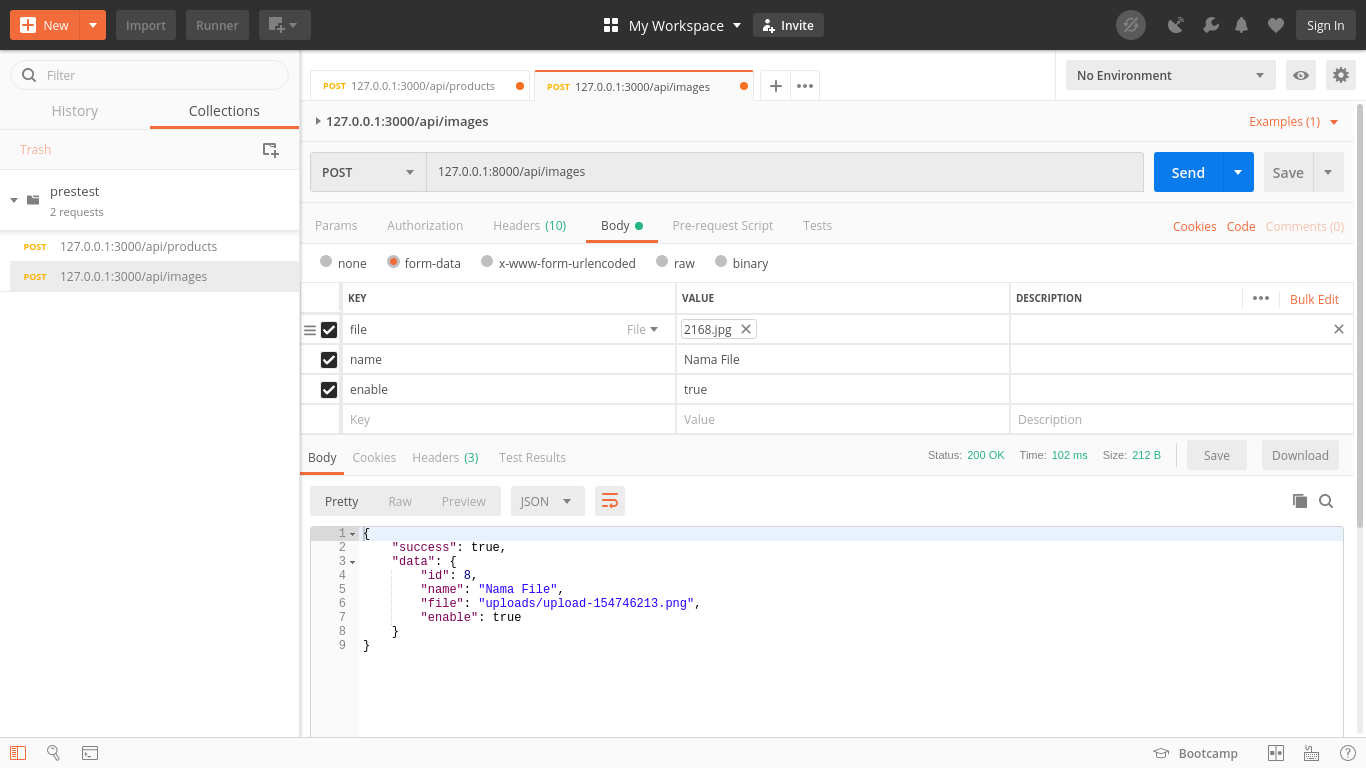 New Import Runner My Workspace Invite Sign In
Filter
History Collections
Trash
prestest
2 requests
POST 127.0.0.1:3000/api/products
POST 127.0.0.1:3000/api/images
POST 127.0.0.1:3000/api/products POST 127.0.0.1:3000/api/images No Environment
127.0.0.1:3000/api/images Examples (1)
POST 127.0.0.1:8000/api/images Send Save
Params Authorization Headers (10) Body Pre-request Script Tests Cookies Code Comments (0)
none form-data x-www-form-urlencoded raw binary
KEY VALUE DESCRIPTION Bulk Edit
file File 2168.jpg
name Nama File
enable true
Key Value Description
Body Cookies Headers (3) Test Results Status: 200 OK Time: 102 ms Size: 212 B Save Download
Pretty Raw Preview JSON
1 {
2 "success": true,
3 "data": {
4 "id": 8,
5 "name": "Nama File",
6 "file": "uploads/upload-154746213.png",
7 "enable": true
8 }
9 }
Bootcamp